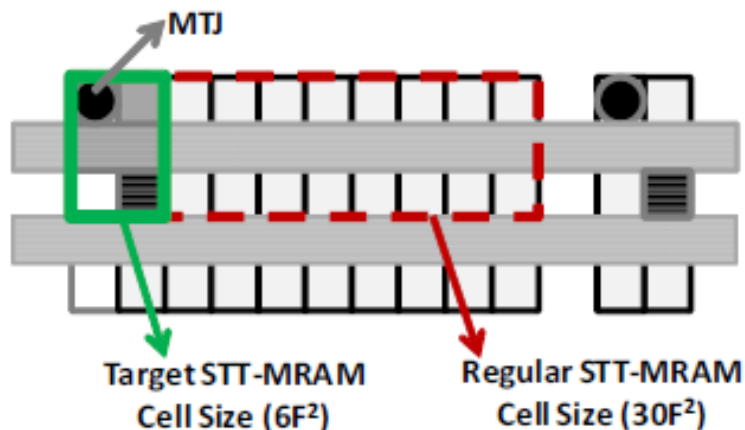 MTJ
Target STT-MRAM
Cell Size (6F²)
Regular STT-MRAM
Cell Size (30F²)